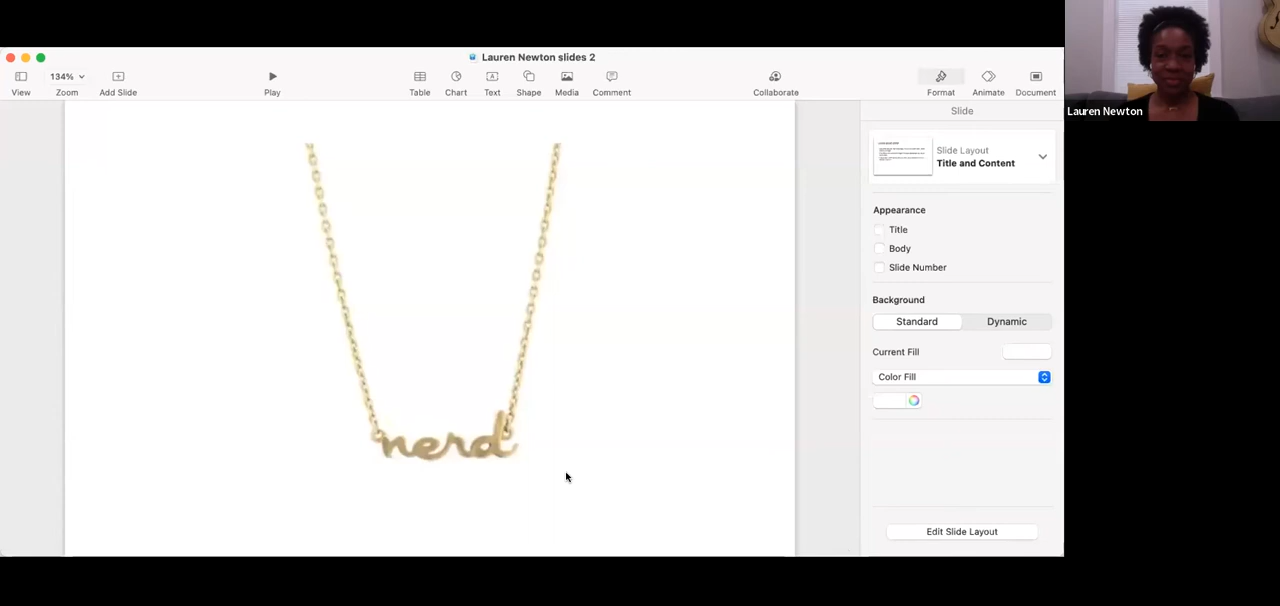 Lauren Newton slides 2
134%
View
Zoom
Add Slide
Play
Table
Chart
Text
Shape
Media
Comment
Collaborate
Format
Animate
Document
Lauren Newton
Slide
Slide Layout
Title and Content
Appearance
Title
Body
Slide Number
Background
Standard
Dynamic
Current Fill
Color Fill
Edit Slide Layout
nerd